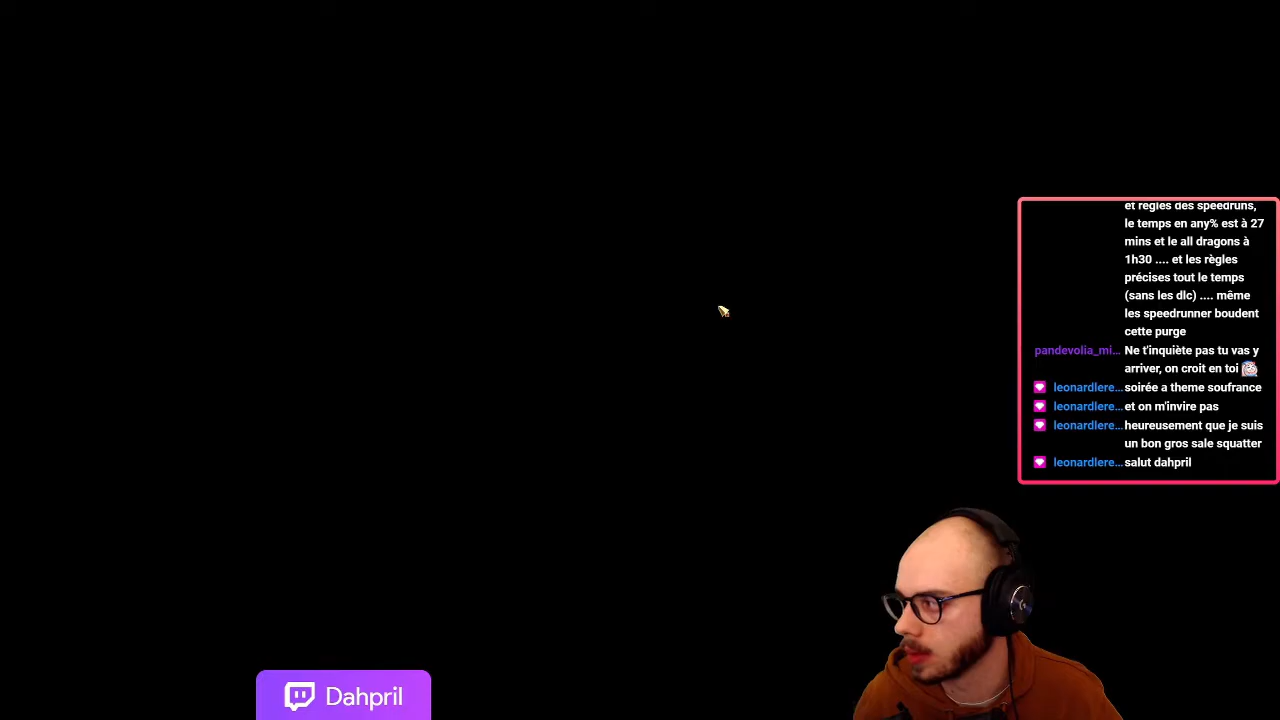 et règles des speedruns,
le temps en any% est à 27
mins et le all dragons à
1h30 .... et les règles
précises tout le temps
(sans les dlc) .... même
les speedrunner boudent
cette purge
pandevolia_mi... Ne t'inquiète pas tu vas y
arriver, on croit en toi
leonardlere... soirée a theme soufrance
leonardlere... et on m'invire pas
leonardlere... heureusement que je suis
un bon gros sale squatter
leonardlere... salut dahpril
Dahpril